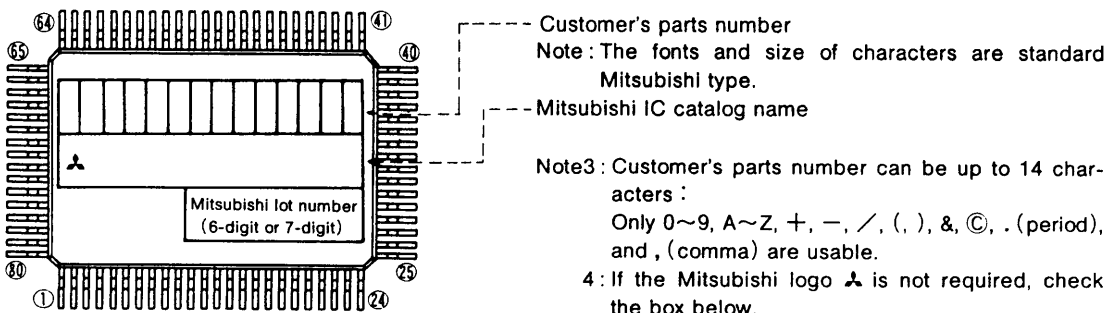 64
41
65
40
80
25
1
24
Mitsubishi lot number
(6-digit or 7-digit)
Customer's parts number
Note : The fonts and size of characters are standard
Mitsubishi type.
Mitsubishi IC catalog name
Note3 : Customer's parts number can be up to 14 char-
acters :
Only 0~9, A~Z, +, −, /, (, ), &, ©, . (period),
and , (comma) are usable.
4 : If the Mitsubishi logo is not required, check
the box below.